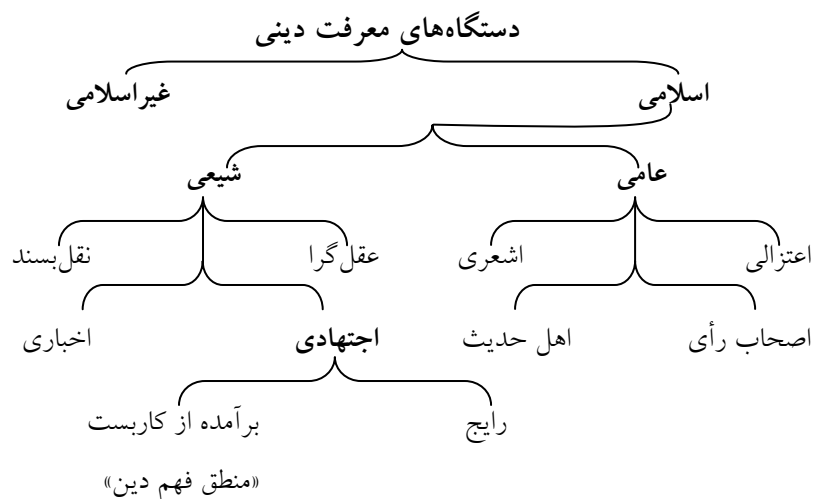 دستگاه‌های معرفت دینی
اسلامی غیراسلامی
عامی شیعی
اعتزالی اشعری عقل‌گرا نقل‌بسند
اصحاب رأی اهل حدیث اجتهادی اخباری
رایج برآمده از کاربست
«منطق فهم دین»